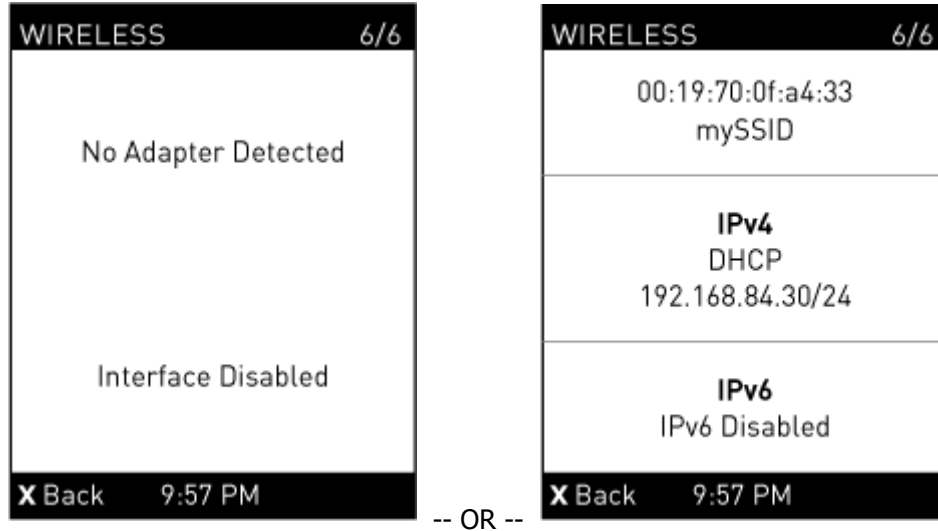 WIRELESS 6/6
No Adapter Detected
Interface Disabled
X Back 9:57 PM
-- OR --
WIRELESS 6/6
00:19:70:0f:a4:33
mySSID
IPv4
DHCP
192.168.84.30/24
IPv6
IPv6 Disabled
X Back 9:57 PM